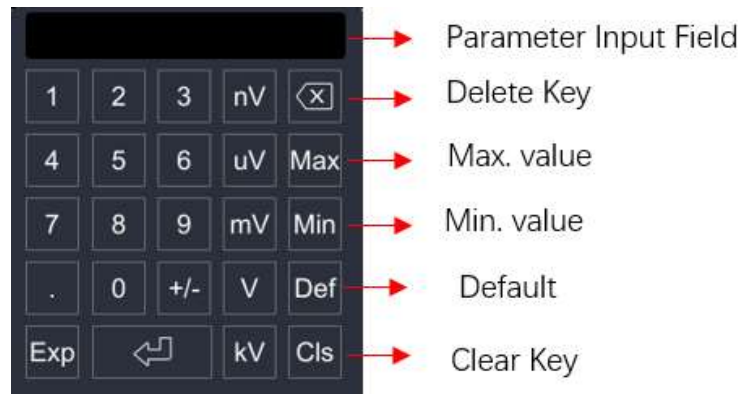 Parameter Input Field
1 2 3 nV Delete Key
4 5 6 uV Max Max. value
7 8 9 mV Min Min. value
. 0 +/- V Def Default
Exp kV Cls Clear Key